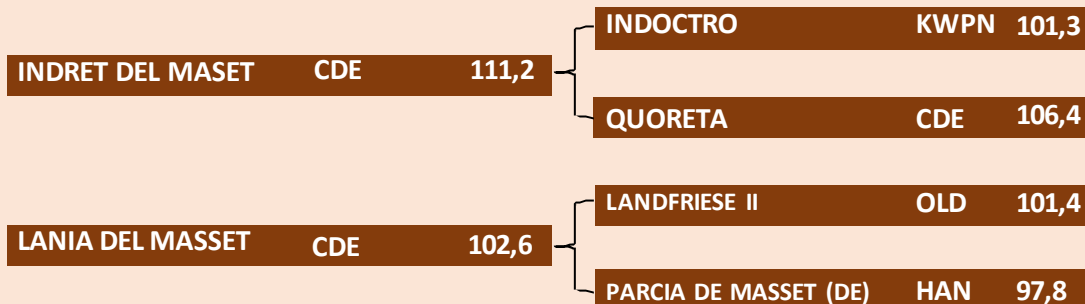 INDOCTRO KWPN 101,3
INDRET DEL MASET CDE 111,2
QUORETA CDE 106,4
LANDFRIESE II OLD 101,4
LANIA DEL MASSET CDE 102,6
PARCIA DE MASSET (DE) HAN 97,8